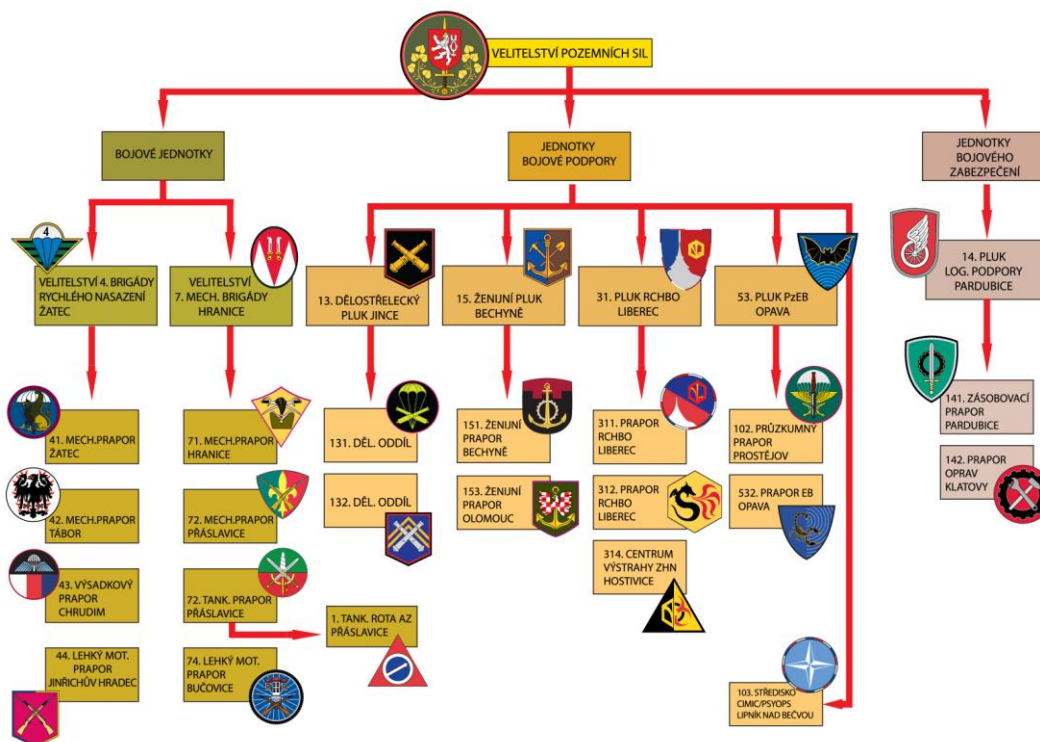 VELITELSTVÍ POZEMNÍCH SIL
BOJOVÉ JEDNOTKY
JEDNOTKY
BOJOVÉ PODPORY
JEDNOTKY
BOJOVÉHO
ZABEZPEČENÍ
4
VELITELSTVÍ 4. BRIGÁDY
RYCHLÉHO NASAZENÍ
ŽATEC
VELITELSTVÍ
7. MECH. BRIGÁDY
HRANICE
13. DĚLOSTŘELECKÝ
PLUK JINCE
15. ŽENIJNÍ PLUK
BECHYNĚ
31. PLUK RCHBO
LIBEREC
53. PLUK PzEB
OPAVA
14. PLUK
LOG. PODPORY
PARDUBICE
41. MECH.PRAPOR
ŽATEC
42. MECH.PRAPOR
TÁBOR
43. VÝSADKOVÝ
PRAPOR
CHRUDIM
44. LEHKÝ MOT.
PRAPOR
JINŘICHŮV HRADEC
71. MECH.PRAPOR
HRANICE
72. MECH.PRAPOR
PŘÁSLAVICE
72. TANK. PRAPOR
PŘÁSLAVICE
74. LEHKÝ MOT.
PRAPOR
BUČOVICE
1. TANK. ROTA AZ
PŘÁSLAVICE
131. DĚL. ODDÍL
132. DĚL. ODDÍL
151. ŽENIJNÍ
PRAPOR
BECHYNĚ
153. ŽENIJNÍ
PRAPOR
OLOMOUC
311. PRAPOR
RCHBO
LIBEREC
312. PRAPOR
RCHBO
LIBEREC
314. CENTRUM
VÝSTRAHY ZHN
HOSTIVICE
102. PRŮZKUMNÝ
PRAPOR
PROSTĚJOV
532. PRAPOR EB
OPAVA
103. STŘEDISKO
CIMIC/PSYOPS
LIPNÍK NAD BEČVOU
141. ZÁSOBOVACÍ
PRAPOR
PARDUBICE
142. PRAPOR
OPRAV
KLATOVY